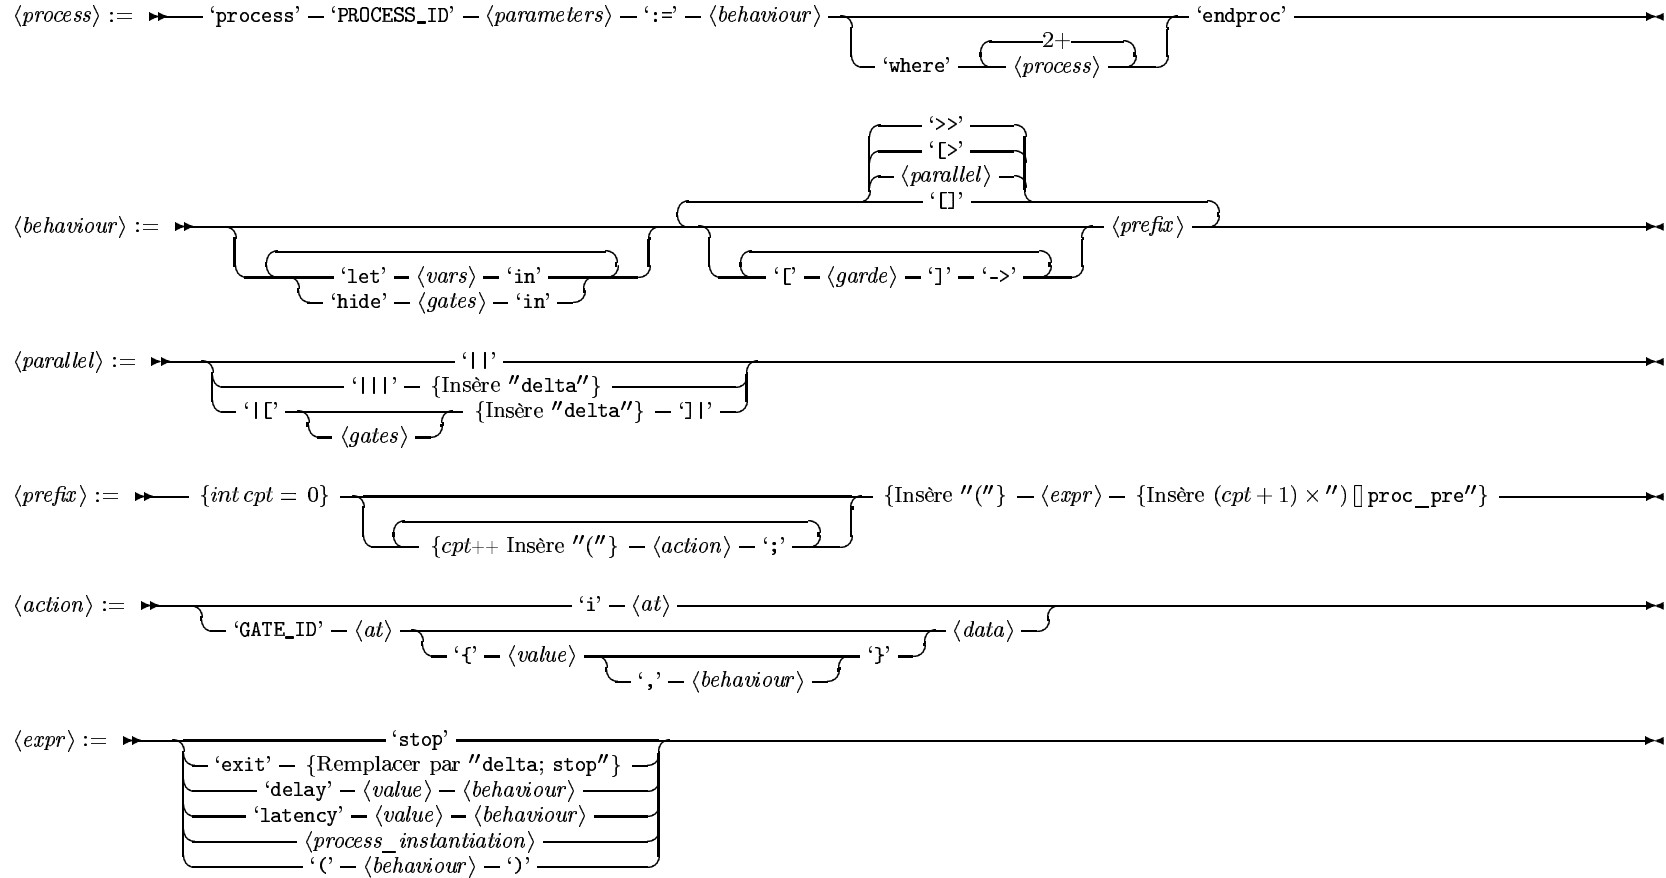 ⟨process⟩ := ‘process’ – ‘PROCESS_ID’ – ⟨parameters⟩ – ‘:=’ – ⟨behaviour⟩ ‘endproc’
2+
‘where’ ⟨process⟩
‘>>’
‘[>’
⟨parallel⟩
‘[]’
⟨behaviour⟩ := ⟨prefix⟩
‘let’ – ⟨vars⟩ – ‘in’ ‘[’ – ⟨garde⟩ – ‘]’ – ‘->’
‘hide’ – ⟨gates⟩ – ‘in’
⟨parallel⟩ := ‘||’
‘|||’ – {Insère "delta"}
‘|[’ {Insère "delta"} – ‘]|’
⟨gates⟩
⟨prefix⟩ := {int cpt = 0} {Insère "("} – ⟨expr⟩ – {Insère (cpt + 1) × ") [] proc_pre"}
{cpt++ Insère "("} – ⟨action⟩ – ‘;’
⟨action⟩ := ‘i’ – ⟨at⟩
‘GATE_ID’ – ⟨at⟩ ⟨data⟩
‘{’ – ⟨value⟩ ‘}’
‘,’ – ⟨behaviour⟩
⟨expr⟩ := ‘stop’
‘exit’ – {Remplacer par "delta; stop"}
‘delay’ – ⟨value⟩ – ⟨behaviour⟩
‘latency’ – ⟨value⟩ – ⟨behaviour⟩
⟨process_instantiation⟩
‘(’ – ⟨behaviour⟩ – ‘)’